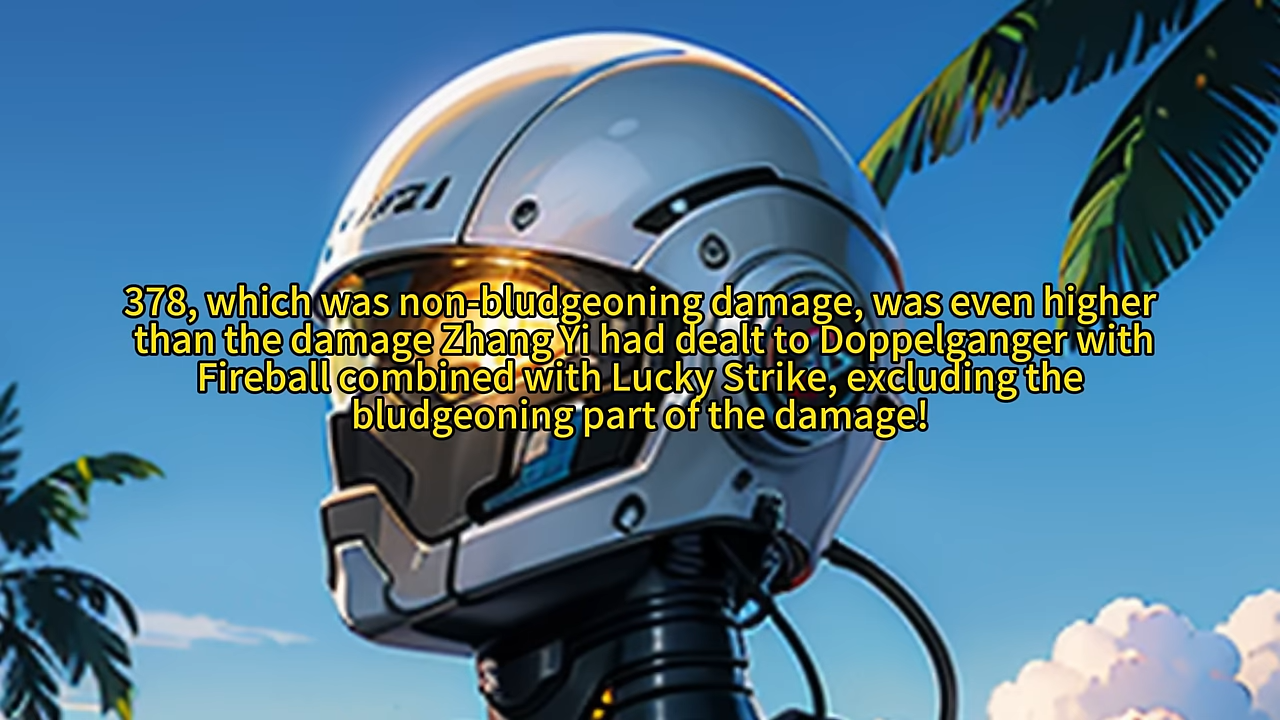 378, which was non-bludgeoning damage, was even higher
than the damage Zhang Yi had dealt to Doppelganger with
Fireball combined with Lucky Strike, excluding the
bludgeoning part of the damage!